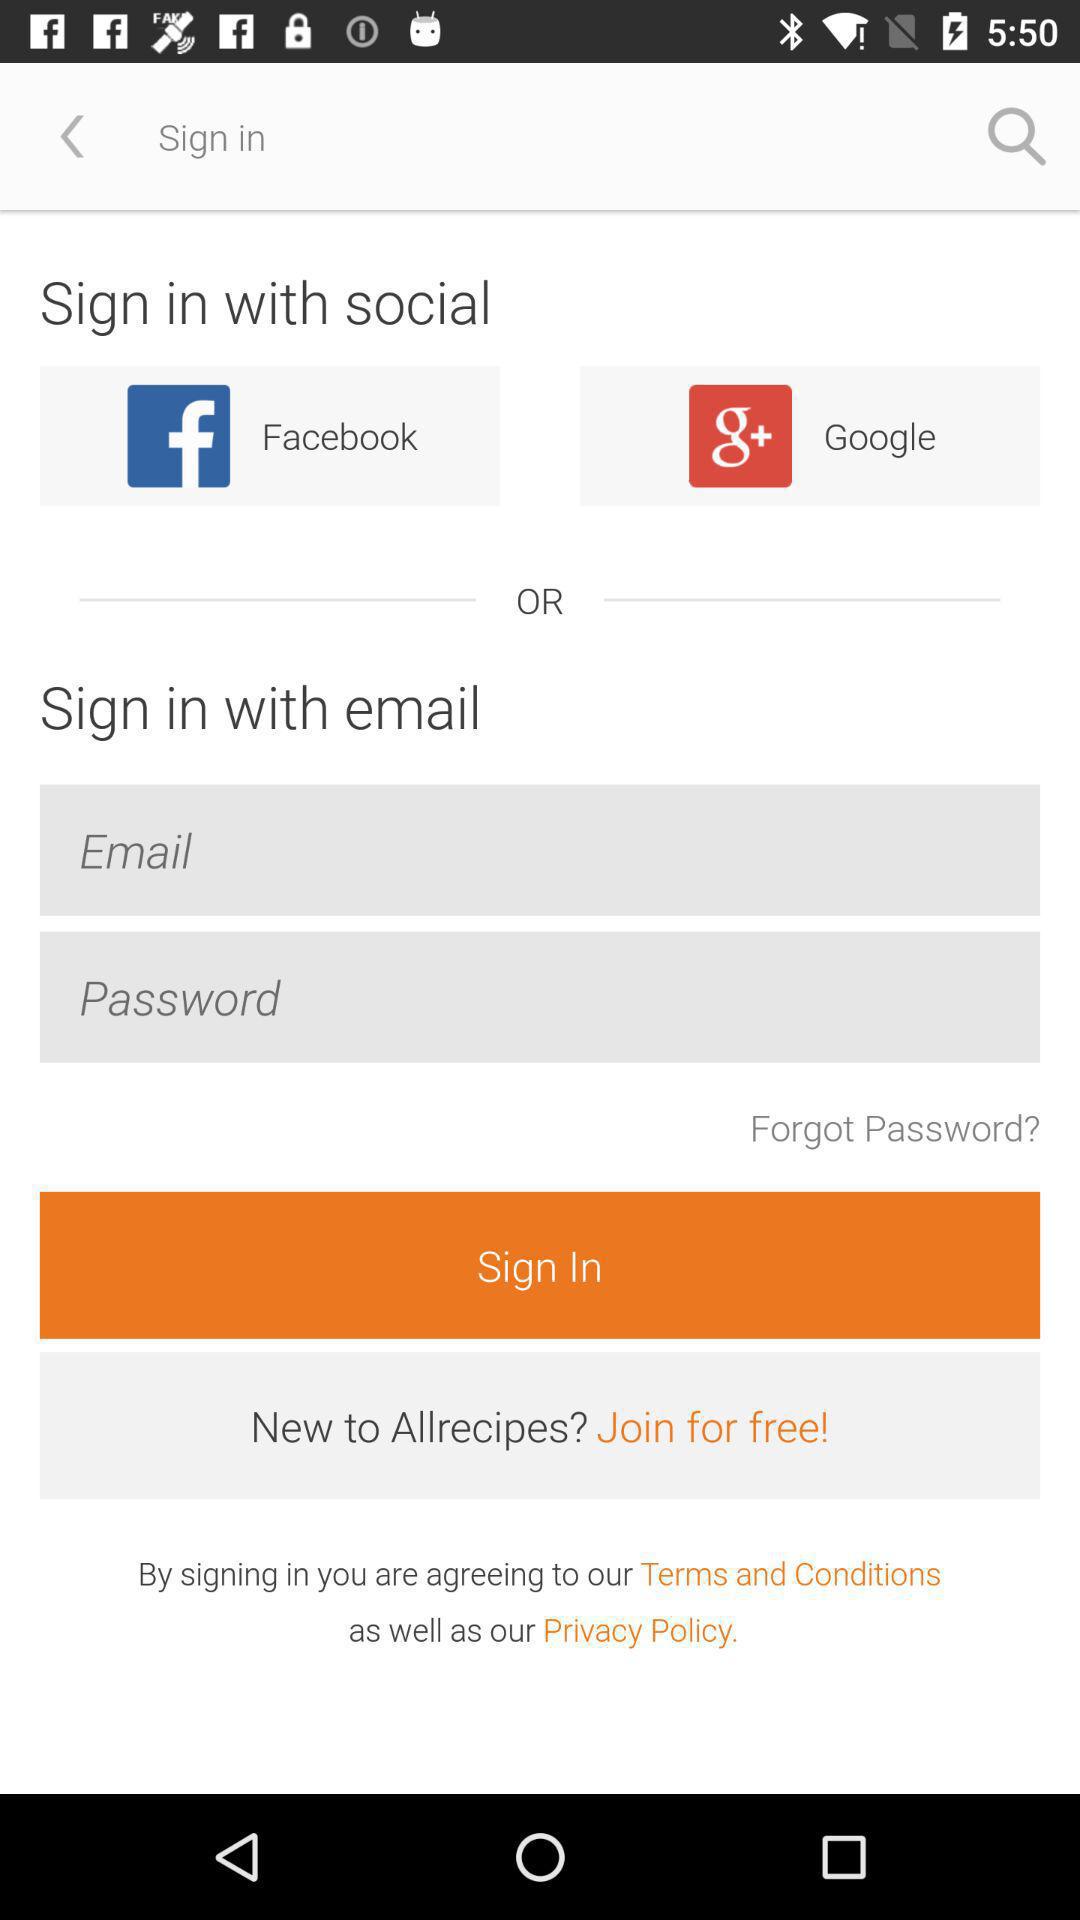 FAKE
5:50
Sign in
Sign in with social
f Facebook
g+ Google
OR
Sign in with email
Email
Password
Forgot Password?
Sign In
New to Allrecipes? Join for free!
By signing in you are agreeing to our Terms and Conditions
as well as our Privacy Policy.